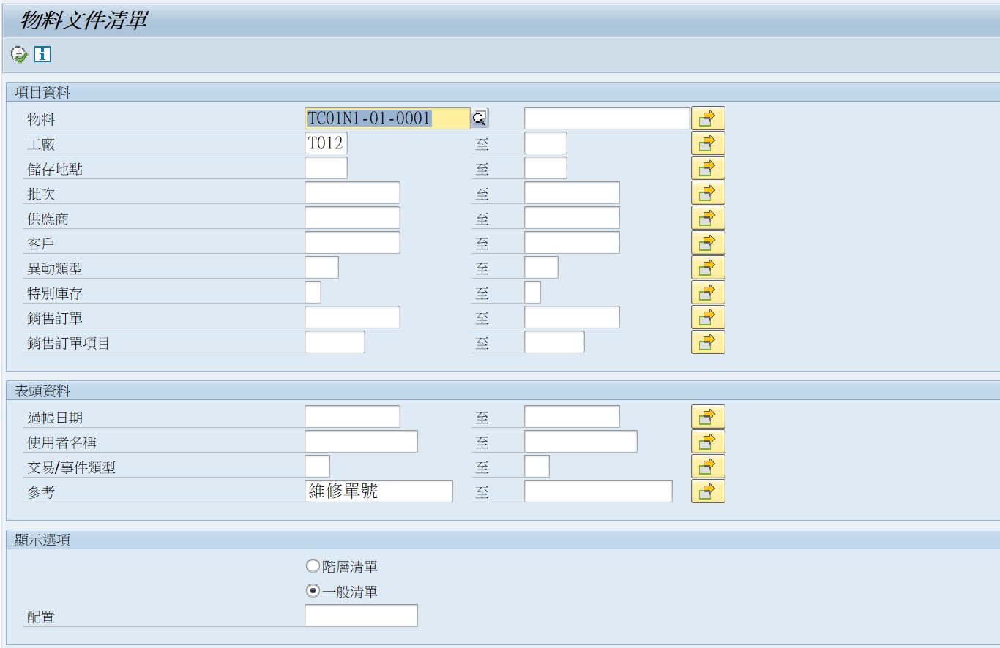 物料文件清單
項目資料
物料 TC01N1-01-0001
工廠 T012 至
儲存地點 至
批次 至
供應商 至
客戶 至
異動類型 至
特別庫存 至
銷售訂單 至
銷售訂單項目 至
表頭資料
過帳日期 至
使用者名稱 至
交易/事件類型 至
參考 維修單號 至
顯示選項
階層清單
一般清單
配置